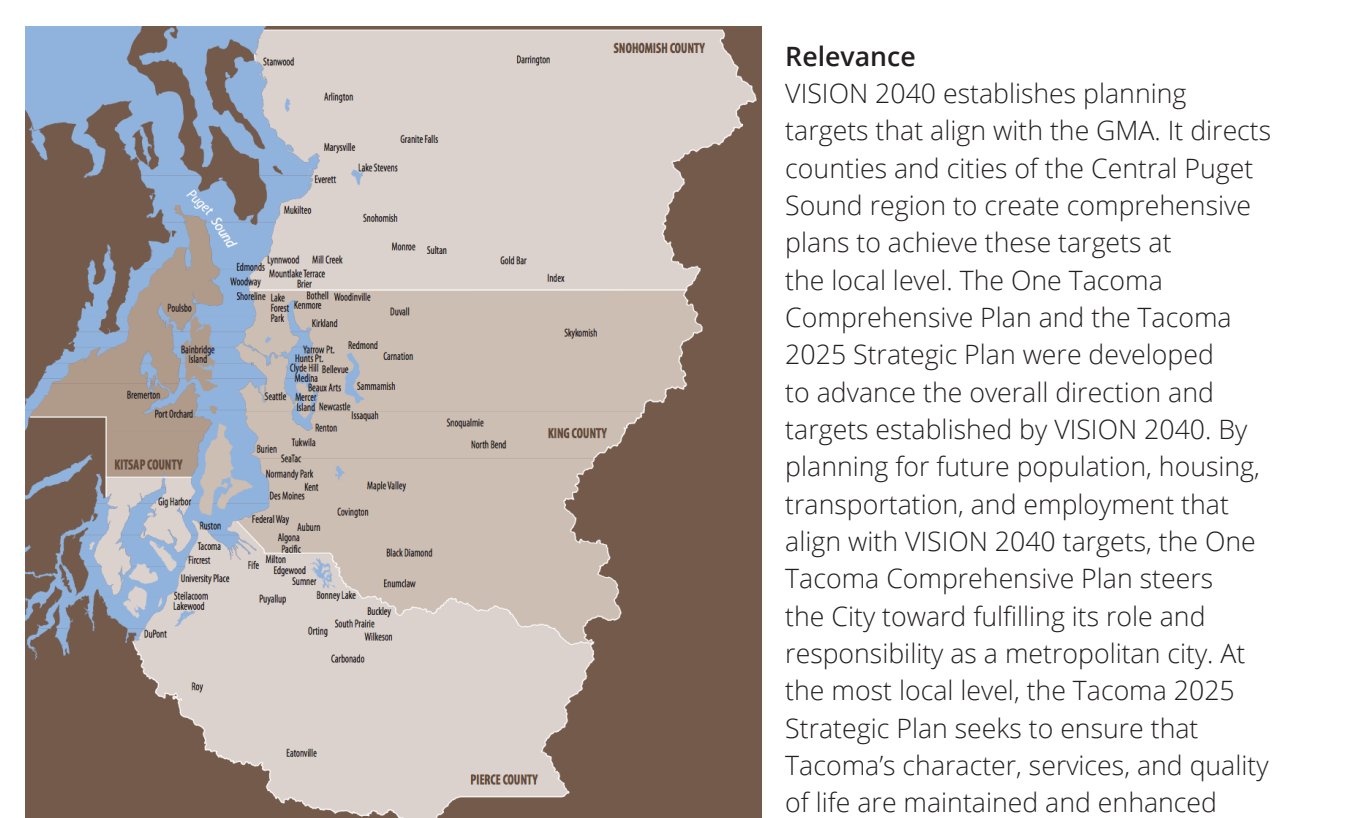 SNOHOMISH COUNTY
Stanwood
Darrington
Arlington
Granite Falls
Marysville
Lake Stevens
Everett
Puget Sound
Mukilteo
Snohomish
Monroe
Sultan
Lynnwood
Mill Creek
Gold Bar
Edmonds
Mountlake Terrace
Index
Woodway
Brier
Shoreline
Lake
Forest
Park
Bothell
Woodinville
Kenmore
Poulsbo
Duvall
Kirkland
Skykomish
Bainbridge
Island
Yarrow Pt.
Redmond
Hunts Pt.
Carnation
Clyde Hill
Bellevue
Medina
Beaux Arts
Sammamish
Bremerton
Seattle
Mercer
Island
Newcastle
Port Orchard
Issaquah
Renton
Snoqualmie
KING COUNTY
Tukwila
North Bend
Burien
SeaTac
KITSAP COUNTY
Normandy Park
Kent
Maple Valley
Des Moines
Gig Harbor
Covington
Federal Way
Ruston
Auburn
Algona
Tacoma
Pacific
Black Diamond
Fircrest
Milton
Fife
Edgewood
University Place
Sumner
Enumclaw
Steilacoom
Bonney Lake
Lakewood
Puyallup
Buckley
South Prairie
DuPont
Orting
Wilkeson
Carbonado
Roy
Eatonville
PIERCE COUNTY
Relevance
VISION 2040 establishes planning
targets that align with the GMA. It directs
counties and cities of the Central Puget
Sound region to create comprehensive
plans to achieve these targets at
the local level. The One Tacoma
Comprehensive Plan and the Tacoma
2025 Strategic Plan were developed
to advance the overall direction and
targets established by VISION 2040. By
planning for future population, housing,
transportation, and employment that
align with VISION 2040 targets, the One
Tacoma Comprehensive Plan steers
the City toward fulfilling its role and
responsibility as a metropolitan city. At
the most local level, the Tacoma 2025
Strategic Plan seeks to ensure that
Tacoma’s character, services, and quality
of life are maintained and enhanced